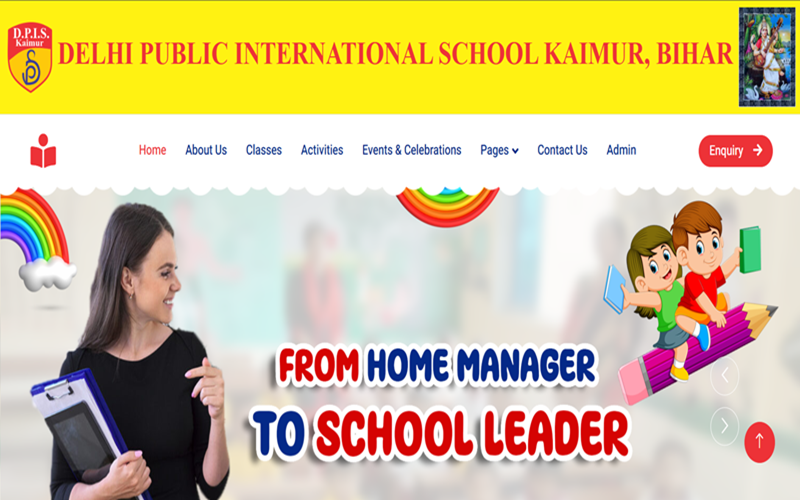 D.P.I.S.
Kaimur
DELHI PUBLIC INTERNATIONAL SCHOOL KAIMUR, BIHAR
Home About Us Classes Activities Events & Celebrations Pages Contact Us Admin Enquiry
FROM HOME MANAGER
TO SCHOOL LEADER